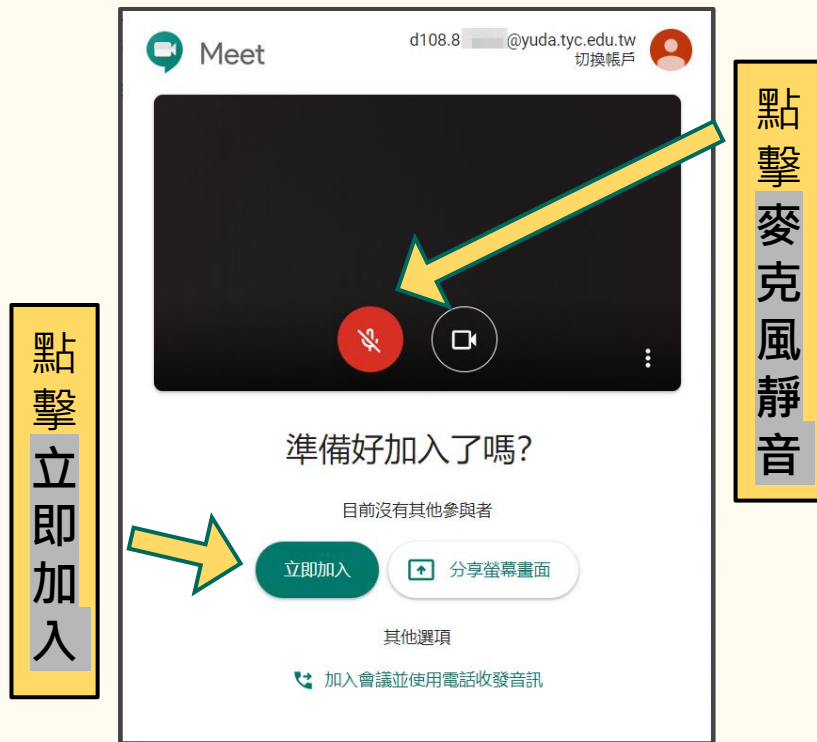 Meet
d108.8 @yuda.tyc.edu.tw
切換帳戶
點擊麥克風靜音
準備好加入了嗎?
目前沒有其他參與者
點擊立即加入
立即加入
分享螢幕畫面
其他選項
加入會議並使用電話收發音訊